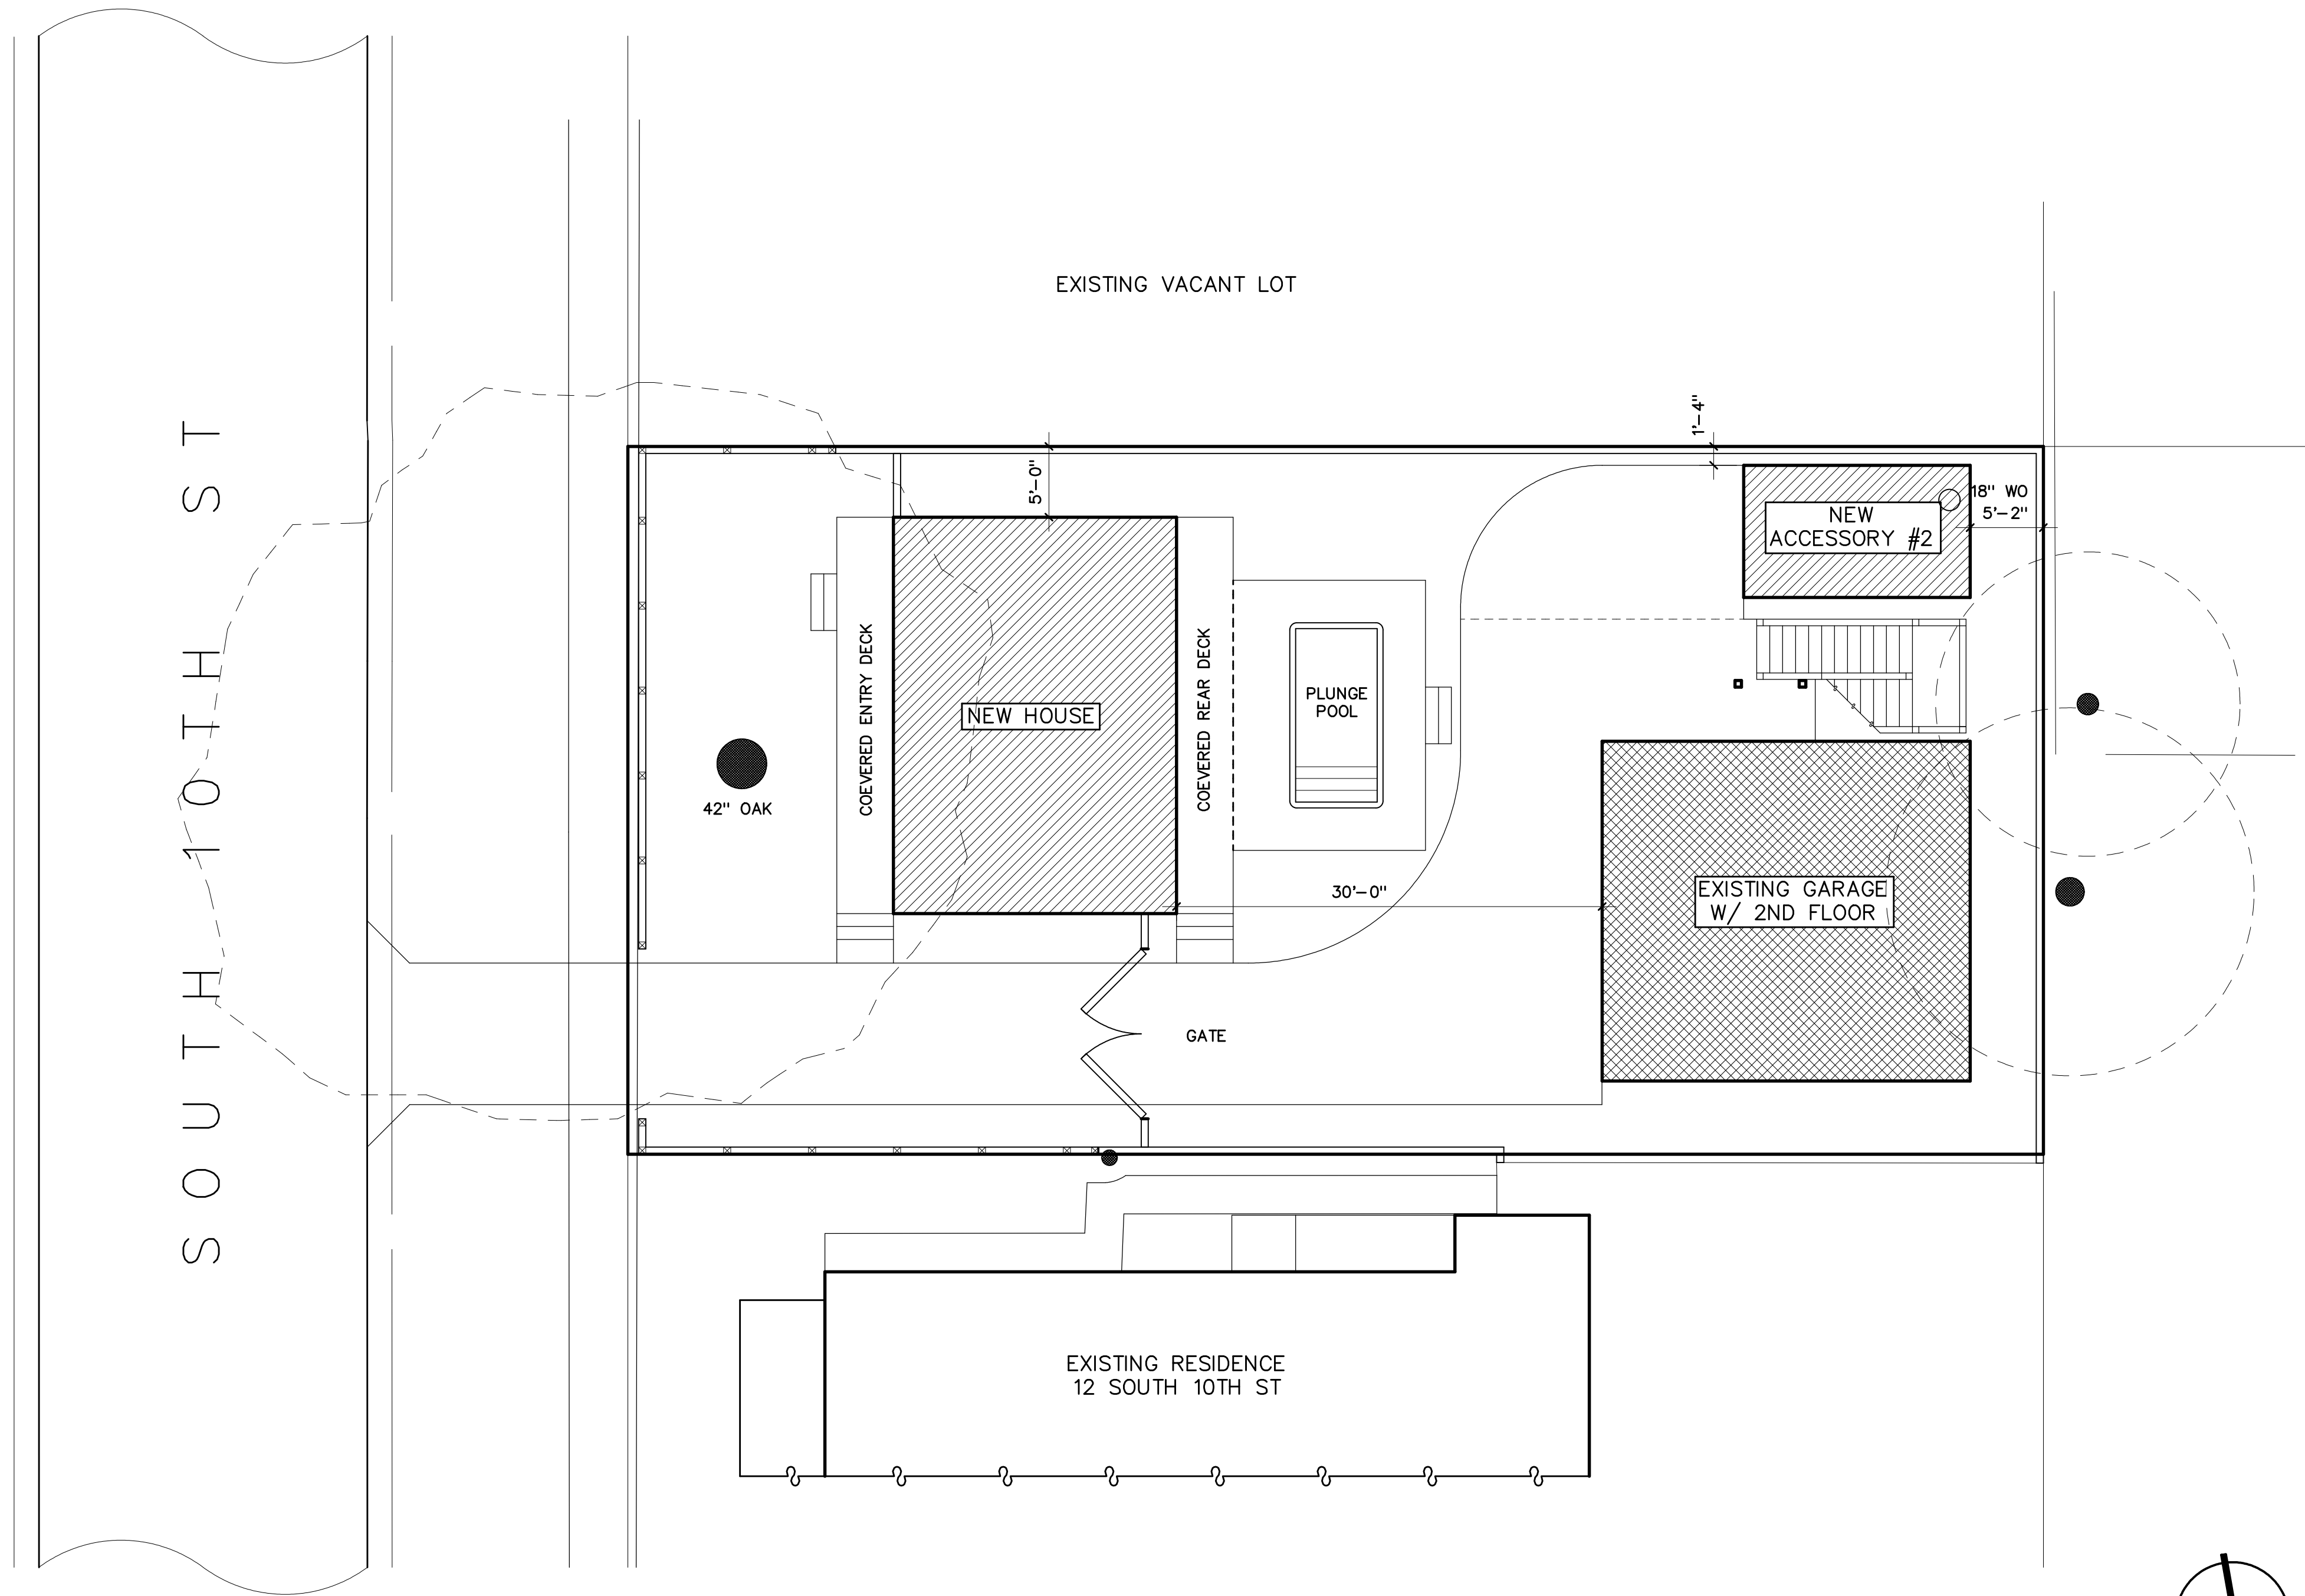 SOUTH 10TH ST
EXISTING VACANT LOT
1'-4"
5'-0"
18" WO
5'-2"
NEW
ACCESSORY #2
COEVERED ENTRY DECK
NEW HOUSE
COEVERED REAR DECK
PLUNGE
POOL
42" OAK
30'-0"
EXISTING GARAGE
W/ 2ND FLOOR
GATE
EXISTING RESIDENCE
12 SOUTH 10TH ST